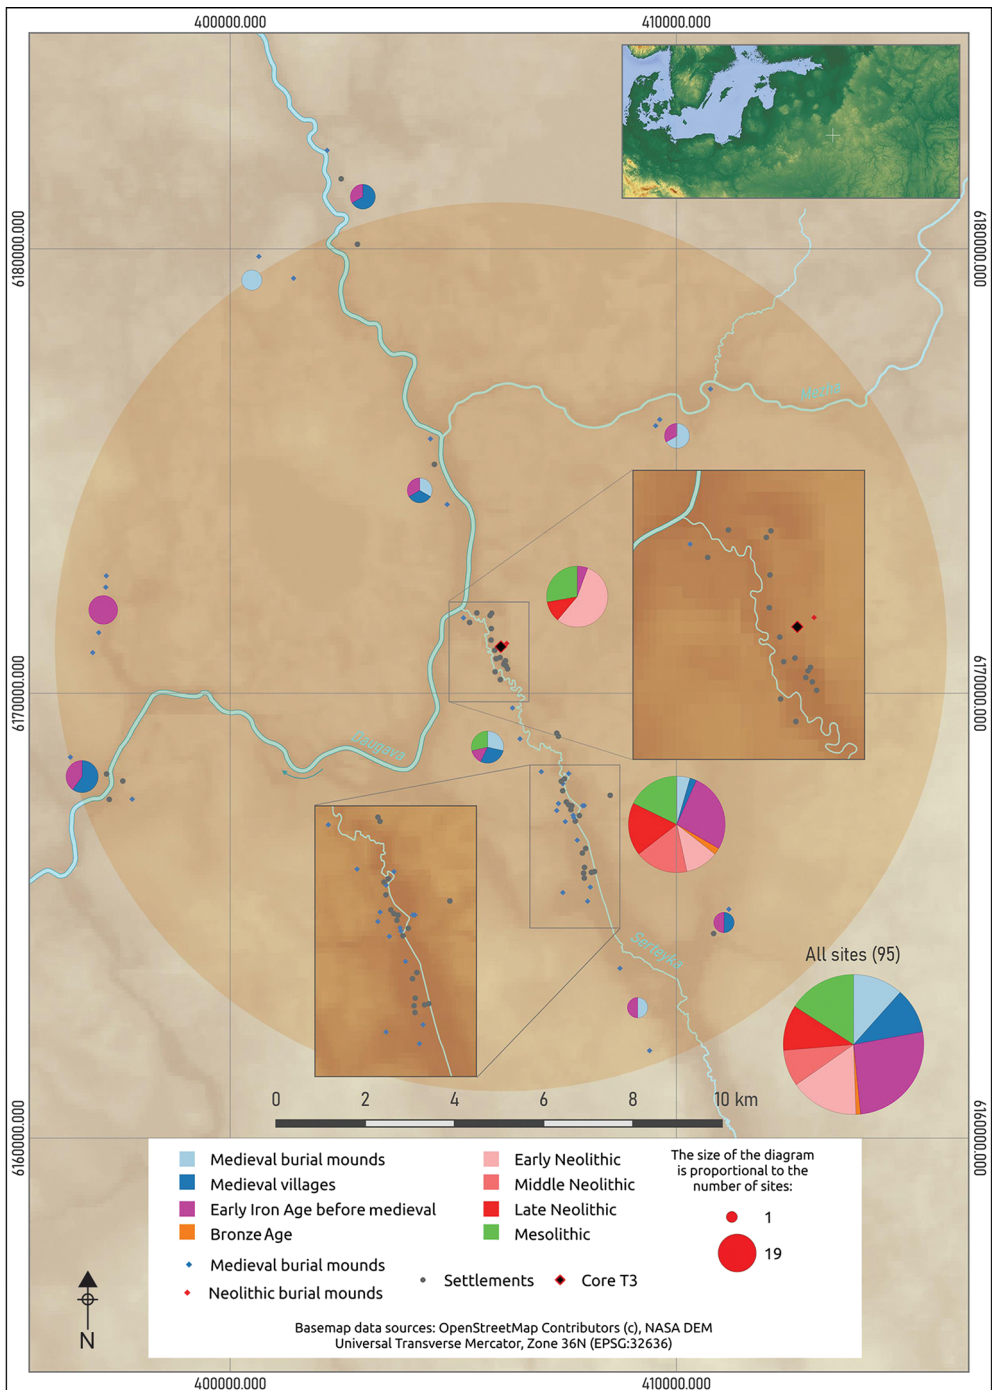 400000.000
410000.000
6180000.000
6180000.000
Mezha
6170000.000
6170000.000
Daugava
Serteyka
All sites (95)
0 2 4 6 8 10 km
6160000.000
6160000.000
Medieval burial mounds
Medieval villages
Early Iron Age before medieval
Bronze Age
Early Neolithic
Middle Neolithic
Late Neolithic
Mesolithic
The size of the diagram
is proportional to the
number of sites:
1
19
Medieval burial mounds
Neolithic burial mounds
Settlements
Core T3
N
Basemap data sources: OpenStreetMap Contributors (c), NASA DEM
Universal Transverse Mercator, Zone 36N (EPSG:32636)
400000.000
410000.000